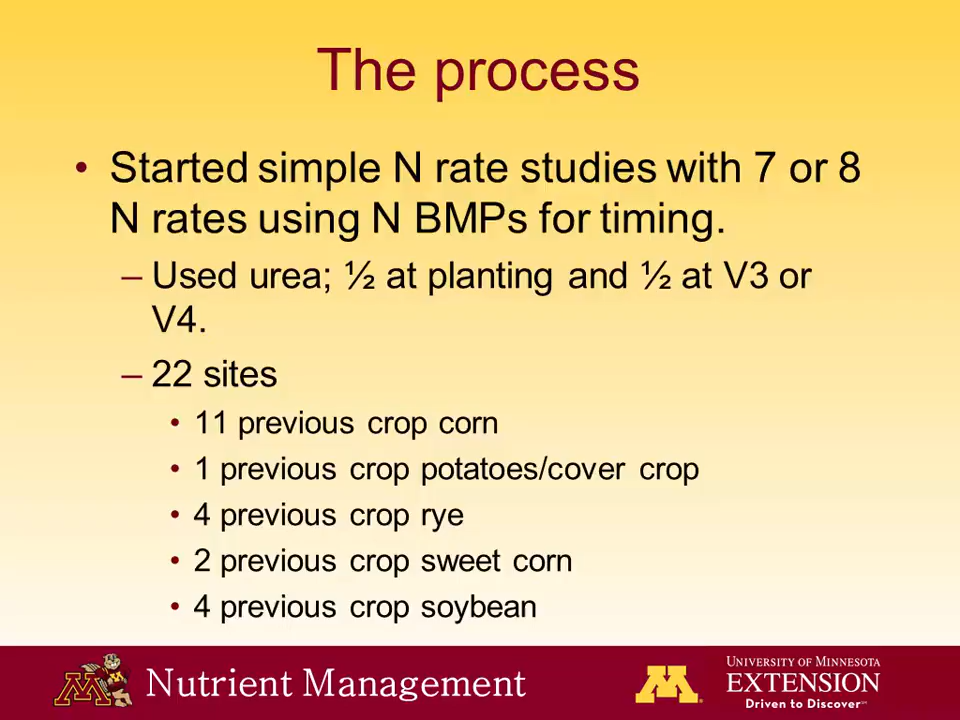 The process
• Started simple N rate studies with 7 or 8
N rates using N BMPs for timing.
– Used urea; ½ at planting and ½ at V3 or
V4.
– 22 sites
• 11 previous crop corn
• 1 previous crop potatoes/cover crop
• 4 previous crop rye
• 2 previous crop sweet corn
• 4 previous crop soybean
M
Nutrient Management
M
UNIVERSITY OF MINNESOTA
EXTENSION
Driven to Discover℠